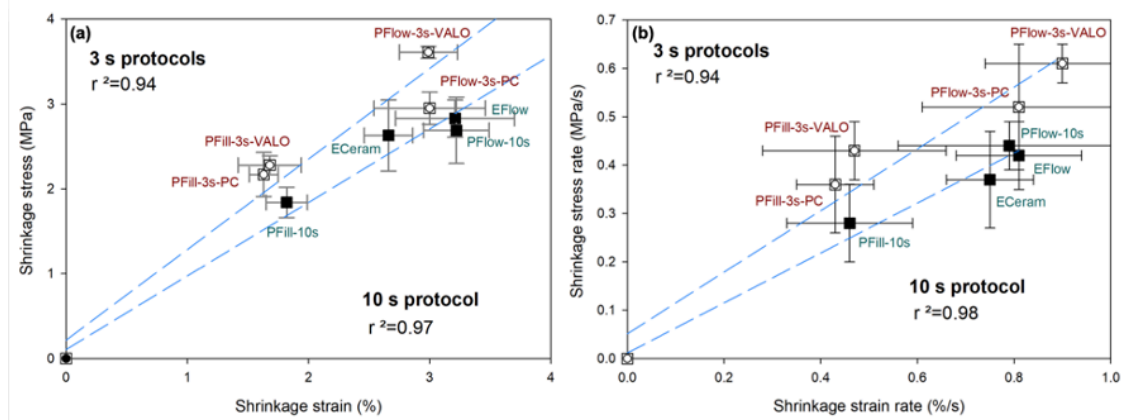 (a)
PFlow-3s-VALO
3 s protocols
r ²=0.94
PFlow-3s-PC
EFlow
PFill-3s-VALO
ECeram
PFlow-10s
PFill-3s-PC
PFill-10s
10 s protocol
r ²=0.97
Shrinkage stress (MPa)
4
3
2
1
0
0 1 2 3 4
Shrinkage strain (%)
(b)
PFlow-3s-VALO
3 s protocols
r ²=0.94
PFlow-3s-PC
PFill-3s-VALO
PFlow-10s
EFlow
PFill-3s-PC
ECeram
PFill-10s
10 s protocol
r ²=0.98
Shrinkage stress rate (MPa/s)
0.7
0.6
0.5
0.4
0.3
0.2
0.1
0.0
0.0 0.2 0.4 0.6 0.8 1.0
Shrinkage strain rate (%/s)